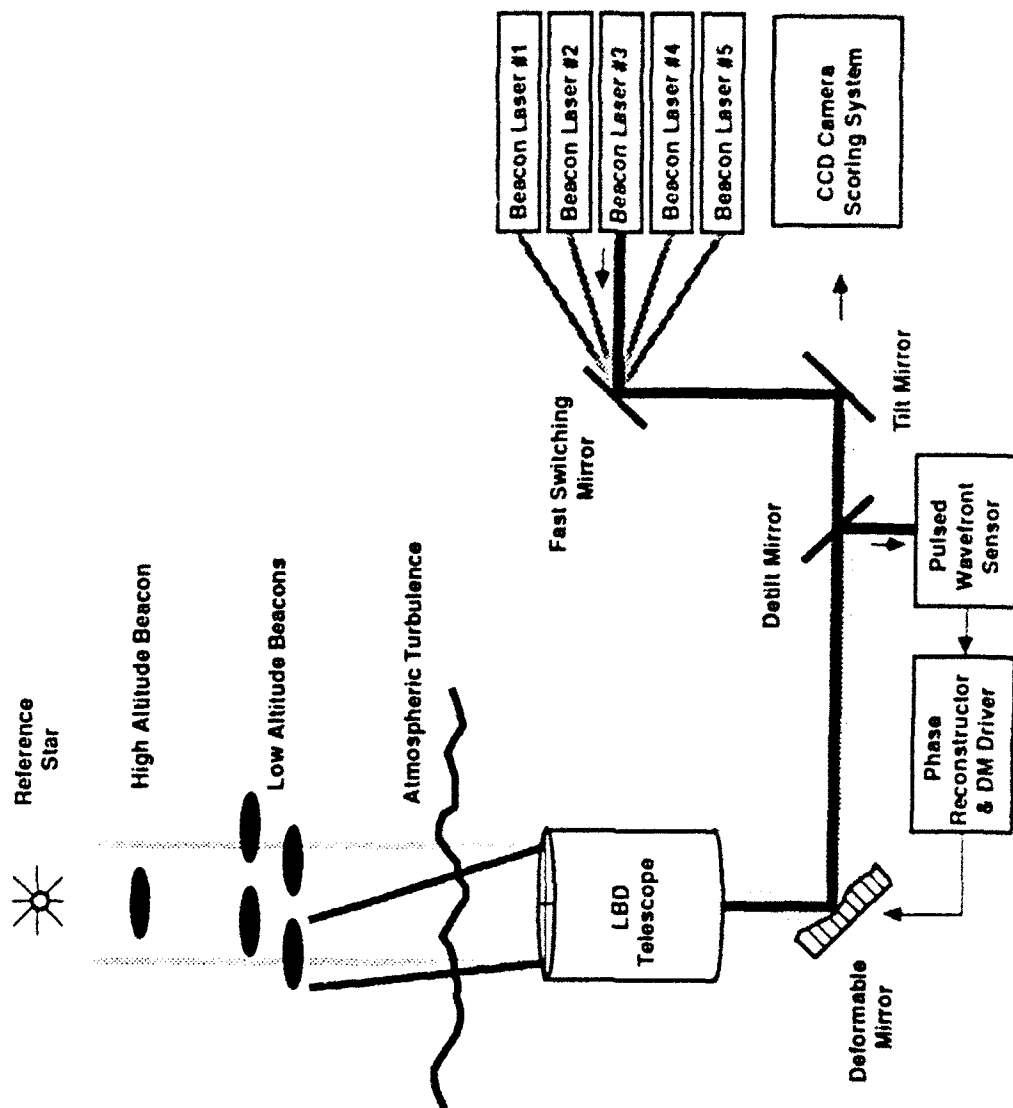 Reference
Star
High Altitude Beacon
Low Altitude Beacons
Atmospheric Turbulence
LBD
Telescope
Deformable
Mirror
Fast Switching
Mirror
Detilt Mirror
Tilt Mirror
Beacon Laser #1
Beacon Laser #2
Beacon Laser #3
Beacon Laser #4
Beacon Laser #5
CCD Camera
Scoring System
Pulsed
Wavefront
Sensor
Phase
Reconstructor
& DM Driver